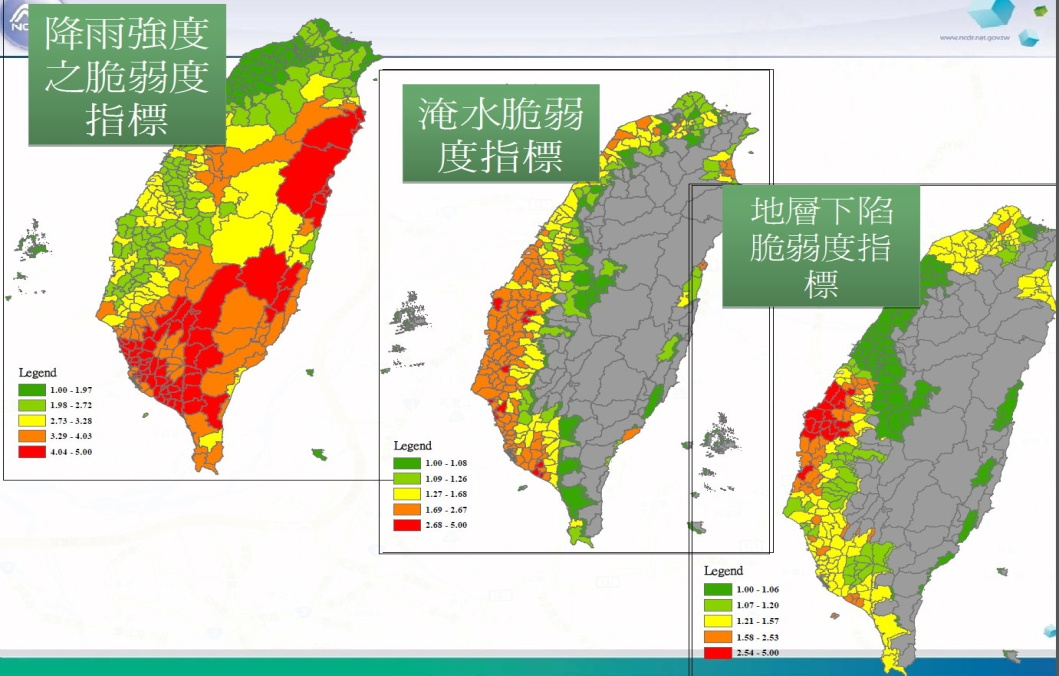 www.ncdr.nat.gov.tw
降雨強度
之脆弱度
指標
Legend
1.00 - 1.97
1.98 - 2.72
2.73 - 3.28
3.29 - 4.03
4.04 - 5.00
淹水脆弱
度指標
Legend
1.00 - 1.08
1.09 - 1.26
1.27 - 1.68
1.69 - 2.67
2.68 - 5.00
地層下陷
脆弱度指
標
Legend
1.00 - 1.06
1.07 - 1.20
1.21 - 1.57
1.58 - 2.53
2.54 - 5.00